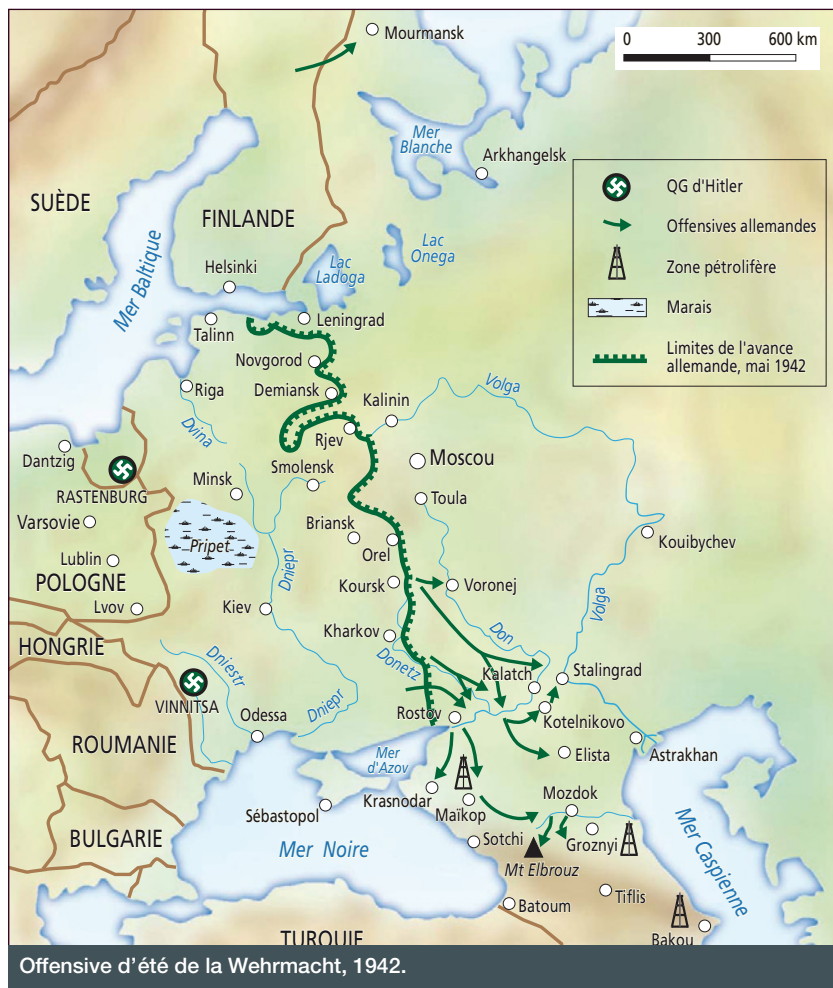 Mourmansk
0 300 600 km
Mer
Blanche
Arkhangelsk
QG d'Hitler
Offensives allemandes
Zone pétrolifère
Marais
Limites de l'avance
allemande, mai 1942
SUÈDE
FINLANDE
Lac
Onega
Lac
Ladoga
Helsinki
Mer Baltique
Talinn
Leningrad
Novgorod
Riga
Demiansk
Kalinin
Volga
Dvina
Rjev
Dantzig
Moscou
Smolensk
RASTENBURG
Minsk
Toula
Varsovie
Briansk
Orel
Kouibychev
Pripet
Lublin
Dniepr
POLOGNE
Koursk
Voronej
Lvov
Kiev
Volga
HONGRIE
Kharkov
Don
Donetz
Kalatch
Stalingrad
Dniestr
VINNITSA
Dniepr
Rostov
Kotelnikovo
Odessa
ROUMANIE
Mer
d'Azov
Elista
Astrakhan
Krasnodar
Mozdok
Sébastopol
Maïkop
BULGARIE
Sotchi
Groznyi
Mer Noire
Mt Elbrouz
Mer Caspienne
Tiflis
Batoum
TURQUIE
Bakou
Offensive d'été de la Wehrmacht, 1942.